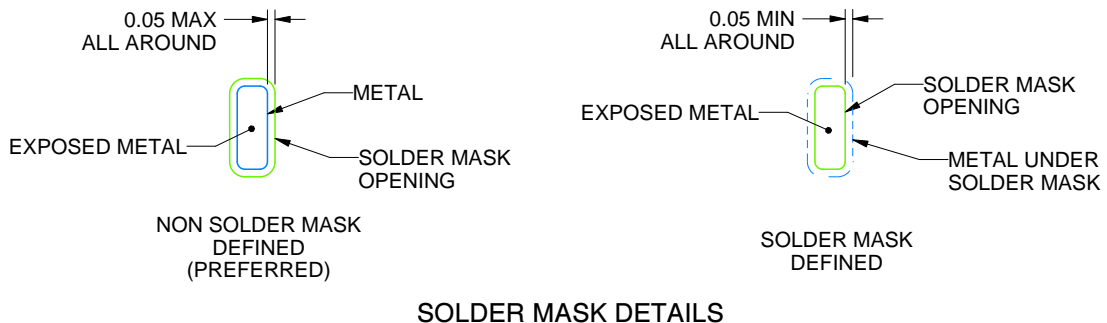 0.05 MAX
ALL AROUND
METAL
EXPOSED METAL
SOLDER MASK
OPENING
NON SOLDER MASK
DEFINED
(PREFERRED)
0.05 MIN
ALL AROUND
SOLDER MASK
OPENING
EXPOSED METAL
METAL UNDER
SOLDER MASK
SOLDER MASK
DEFINED
SOLDER MASK DETAILS